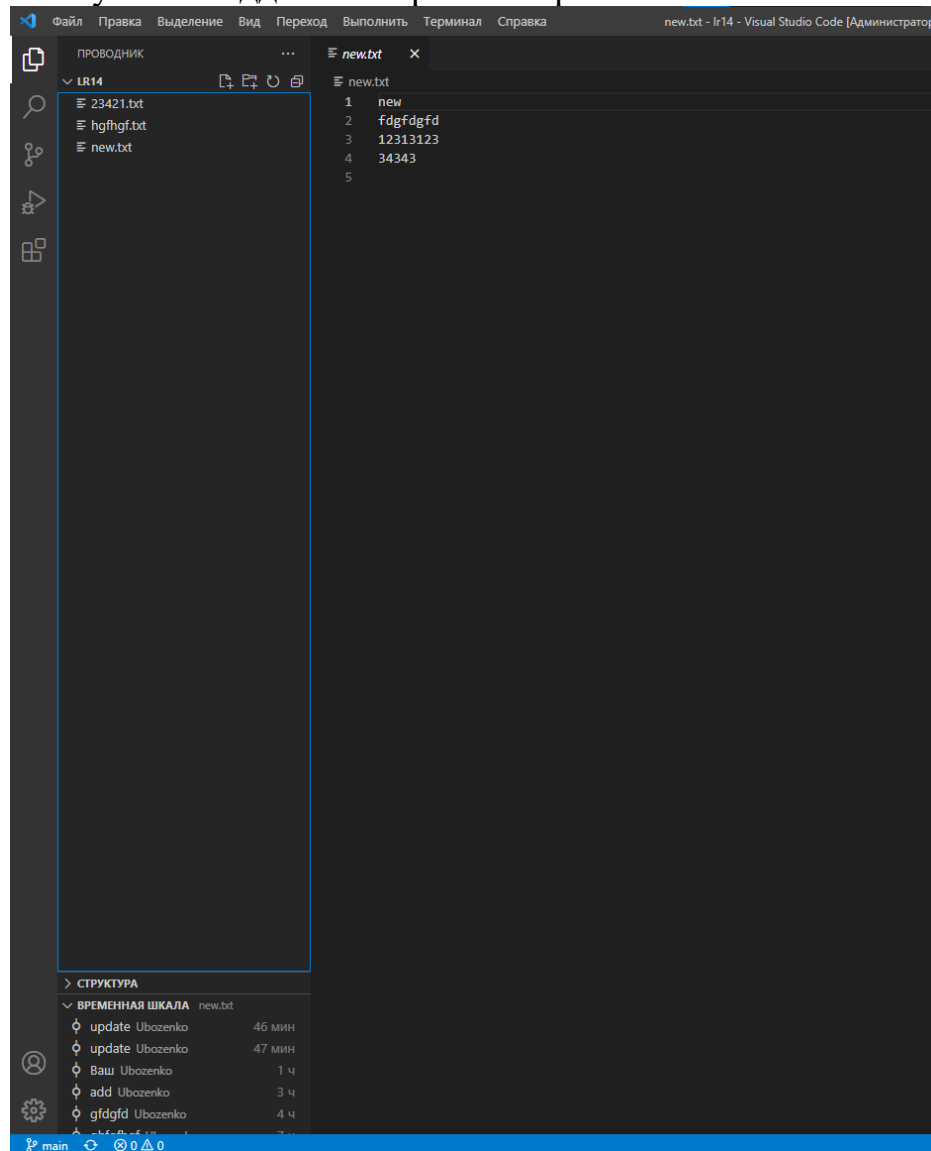 Файл Правка Выделение Вид Переход Выполнить Терминал Справка new.txt - lr14 - Visual Studio Code [Администратор
ПРОВОДНИК ... new.txt
LR14 new.txt
23421.txt
hgfhgf.txt
new.txt
1 new
2 fdgfdgfd
3 12313123
4 34343
5
СТРУКТУРА
ВРЕМЕННАЯ ШКАЛА new.txt
update Ubozenko 46 мин
update Ubozenko 47 мин
Ваш Ubozenko 1 ч
add Ubozenko 3 ч
gfdgfd Ubozenko 4 ч
main 0 0